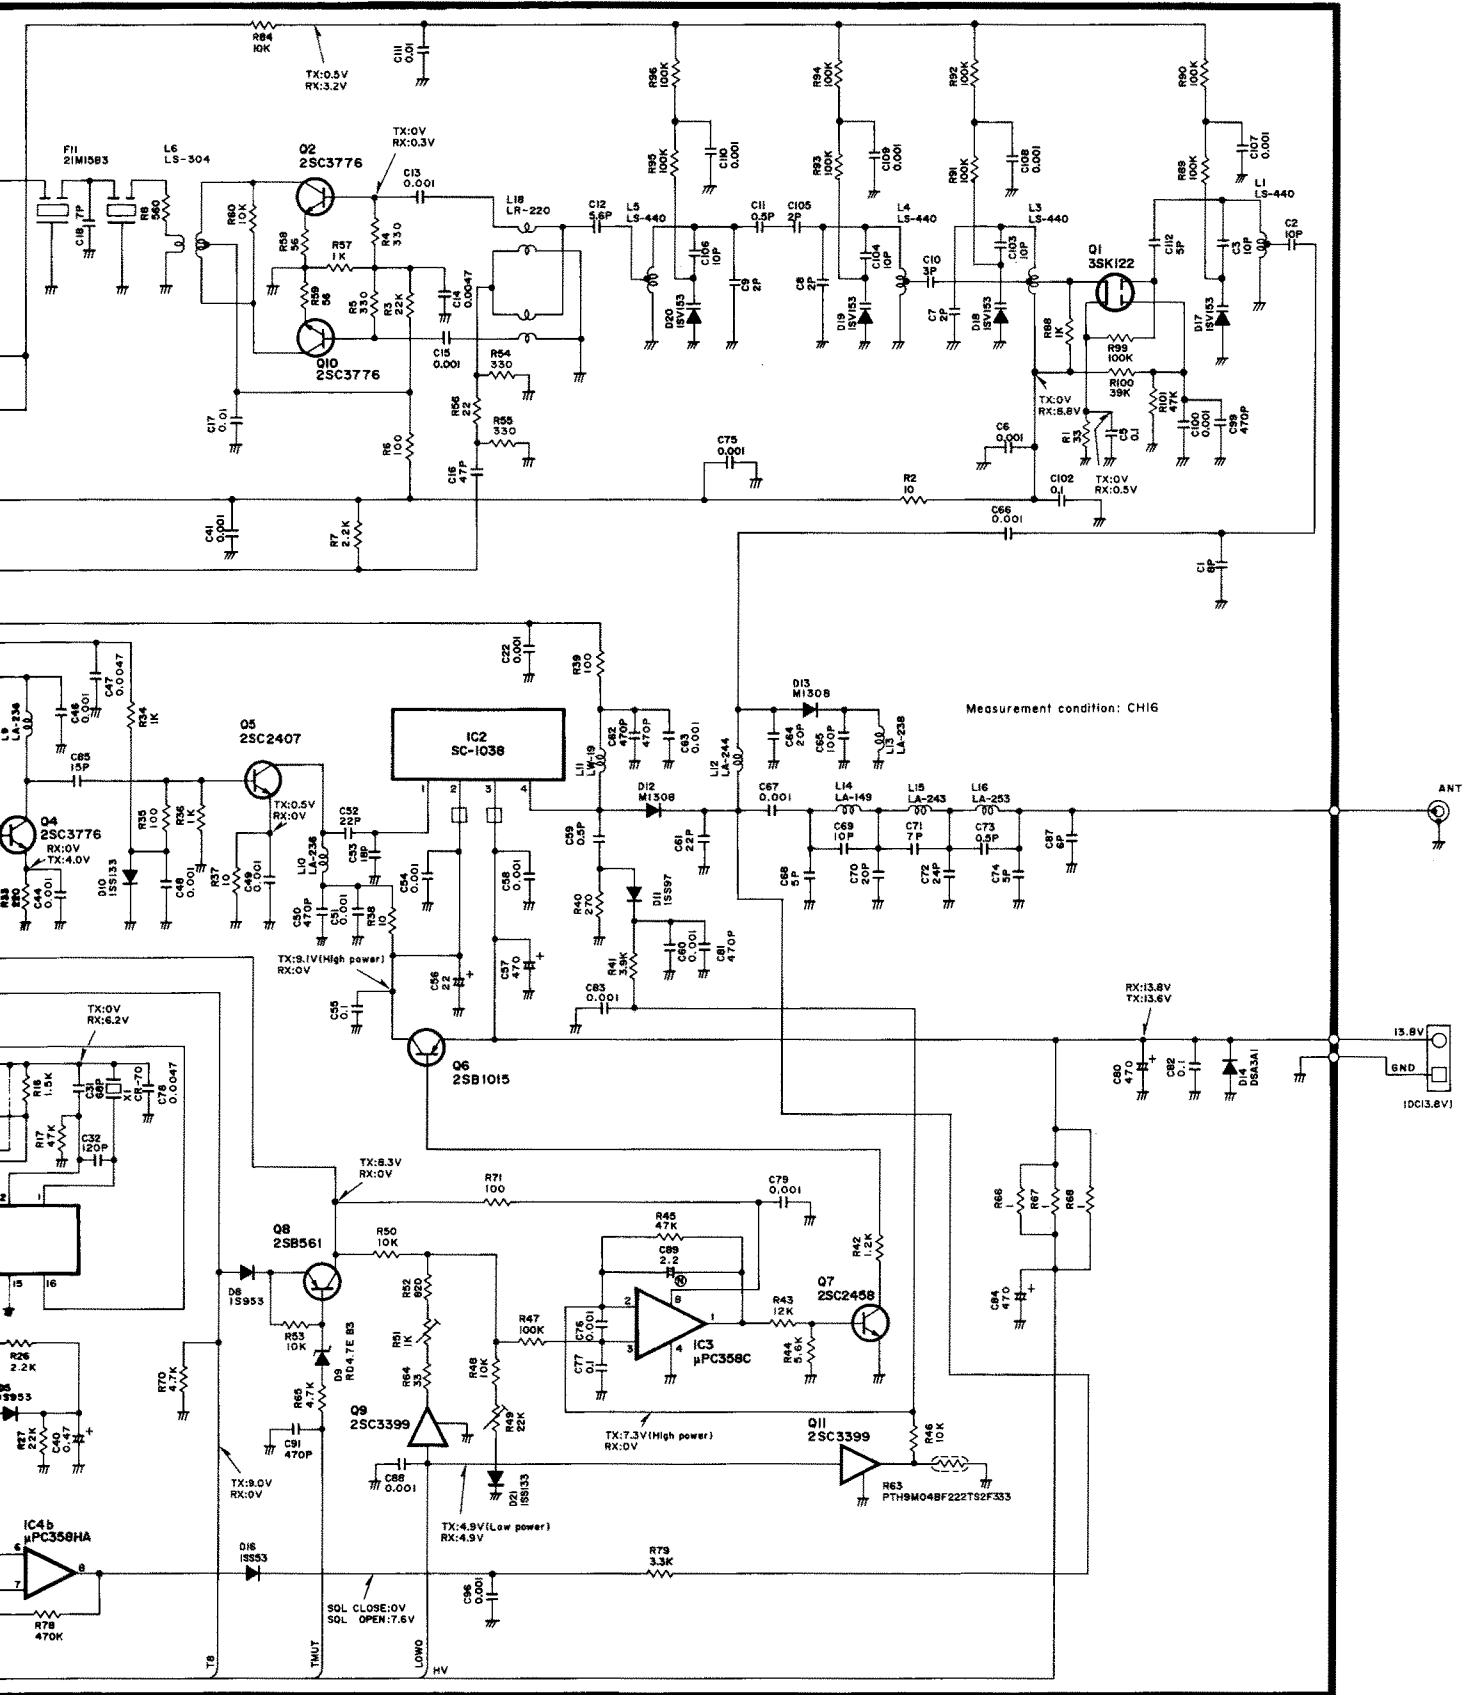 R84
10K
TX:0.5V
RX:3.2V
C111
0.01
R96
100K
R94
100K
R92
100K
R90
100K
F11
21M15B3
L6
LS-304
Q2
2SC3776
TX:0V
RX:0.3V
C13
0.001
R95
100K
C110
0.001
R93
100K
C109
0.001
R91
100K
C108
0.001
R89
100K
C107
0.001
C18
7P
R8
560
R60
10K
R58
56
R57
1K
R4
330
L18
LR-220
C12
5.6P
L5
LS-440
C11
0.5P
C105
2P
L4
LS-440
L3
LS-440
L1
LS-440
C2
10P
C106
10P
C9
2P
C8
2P
C104
10P
C10
3P
C103
10P
C7
2P
Q1
3SK122
C112
5P
C3
10P
R59
56
R5
330
R3
22K
C14
0.0047
D20
1SV153
D19
1SV153
D18
1SV153
D17
1SV153
R88
1K
R99
100K
R100
39K
R101
47K
Q10
2SC3776
C15
0.001
R54
330
R56
22
R55
330
C17
0.01
R6
100
C16
47P
TX:0V
RX:8.8V
R1
33
C5
0.1
C100
0.001
C99
470P
TX:0V
RX:0.5V
C75
0.001
C6
0.001
R2
10
C102
0.1
C41
0.001
R7
2.2K
C66
0.001
C1
8P
C22
0.001
R39
100
L9
LA-236
C46
0.001
C47
0.0047
R34
1K
Q5
2SC2407
IC2
SC-1038
1
2
3
4
C62
470P
470P
C63
0.001
L11
LW-19
L12
LA-244
D13
M1308
C64
20P
C65
100P
L13
LA-238
Measurement condition: CH16
C85
15P
Q4
2SC3776
RX:0V
TX:4.0V
R33
220
C44
0.001
D10
1SS133
R35
100
R36
1K
C48
0.001
R37
10
C49
0.001
TX:0.5V
RX:0V
L10
LA-236
C52
22P
C53
18P
C50
470P
C51
0.001
R38
10
C54
0.001
C58
0.001
D12
M1308
C59
0.5P
C61
22P
C67
0.001
L14
LA-149
L15
LA-243
L16
LA-253
C69
10P
C71
7P
C73
0.5P
C68
5P
C70
20P
C72
24P
C74
5P
C87
6P
ANT
R40
270
D11
1SS97
C60
0.001
C81
470P
R41
3.9K
TX:9.1V(High power)
RX:0V
C56
22
C57
470
C55
0.1
C83
0.001
Q6
2SB1015
RX:13.8V
TX:13.6V
C80
470
C82
0.1
D14
DSA3A1
13.8V
GND
(DC13.8V)
TX:0V
RX:6.2V
R16
1.5K
C31
68P
X1
CR-70
C78
0.0047
R17
47K
C32
120P
2
1
15
16
TX:8.3V
RX:0V
R71
100
C79
0.001
R66
1
R67
1
R68
1
Q8
2SB561
R50
10K
R45
47K
C89
2.2
N
R42
1.2K
D8
1S953
R52
820
R51
1K
R64
33
R47
100K
C76
0.001
C77
0.1
2
3
8
1
4
IC3
μPC358C
R43
12K
R44
5.6K
Q7
2SC2458
C84
470
R53
10K
D9
RD4.7E B3
R65
4.7K
R48
10K
R49
22K
R26
2.2K
1S953
R27
22K
C40
0.47
R70
4.7K
C91
470P
Q9
2SC3399
C88
0.001
D21
1SS133
TX:7.3V(High power)
RX:0V
Q11
2SC3399
R46
10K
R63
PTH9M04BF222TS2F333
TX:9.0V
RX:0V
TX:4.9V(Low power)
RX:4.9V
IC4b
μPC358HA
6
7
8
R78
470K
D16
1SS53
SQL CLOSE:0V
SQL OPEN:7.6V
C96
0.001
R79
3.3K
T8
TMUT
LOWO
HV